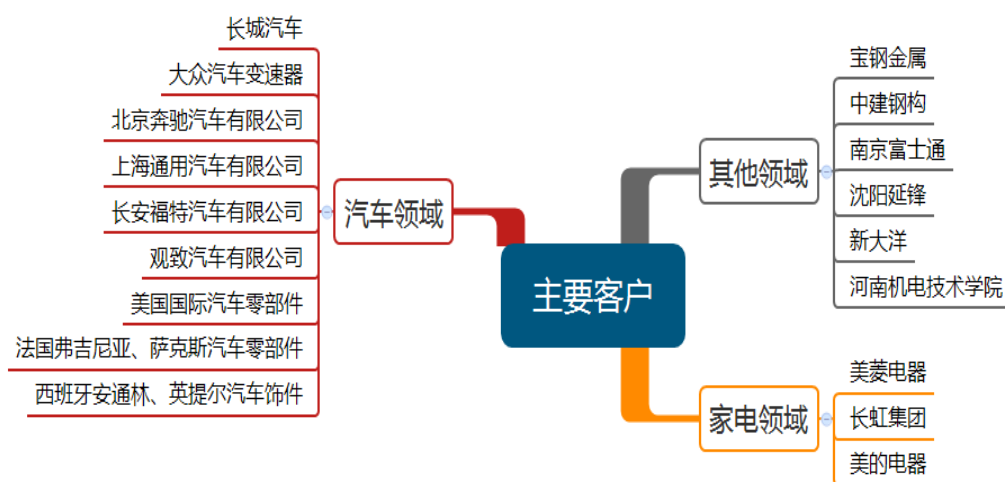 主要客户
汽车领域
长城汽车
大众汽车变速器
北京奔驰汽车有限公司
上海通用汽车有限公司
长安福特汽车有限公司
观致汽车有限公司
美国国际汽车零部件
法国弗吉尼亚、萨克斯汽车零部件
西班牙安通林、英提尔汽车饰件
其他领域
宝钢金属
中建钢构
南京富士通
沈阳延锋
新大洋
河南机电技术学院
家电领域
美菱电器
长虹集团
美的电器